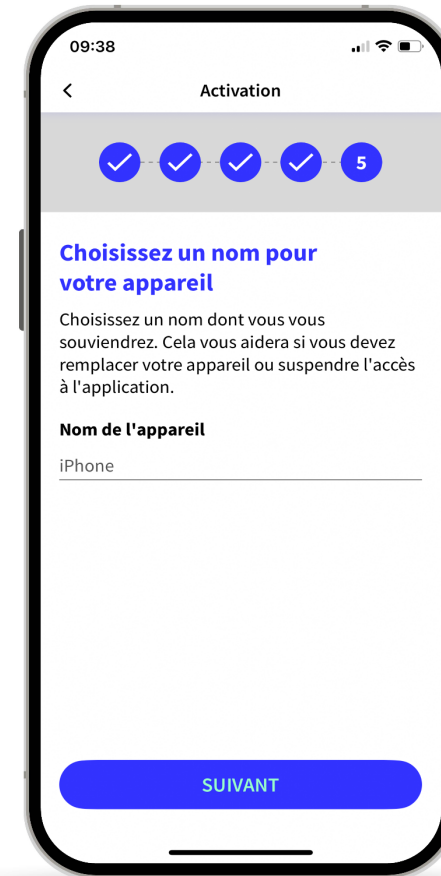 09:38
Activation
5
Choisissez un nom pour
votre appareil
Choisissez un nom dont vous vous
souviendrez. Cela vous aidera si vous devez
remplacer votre appareil ou suspendre l'accès
à l'application.
Nom de l'appareil
iPhone
SUIVANT